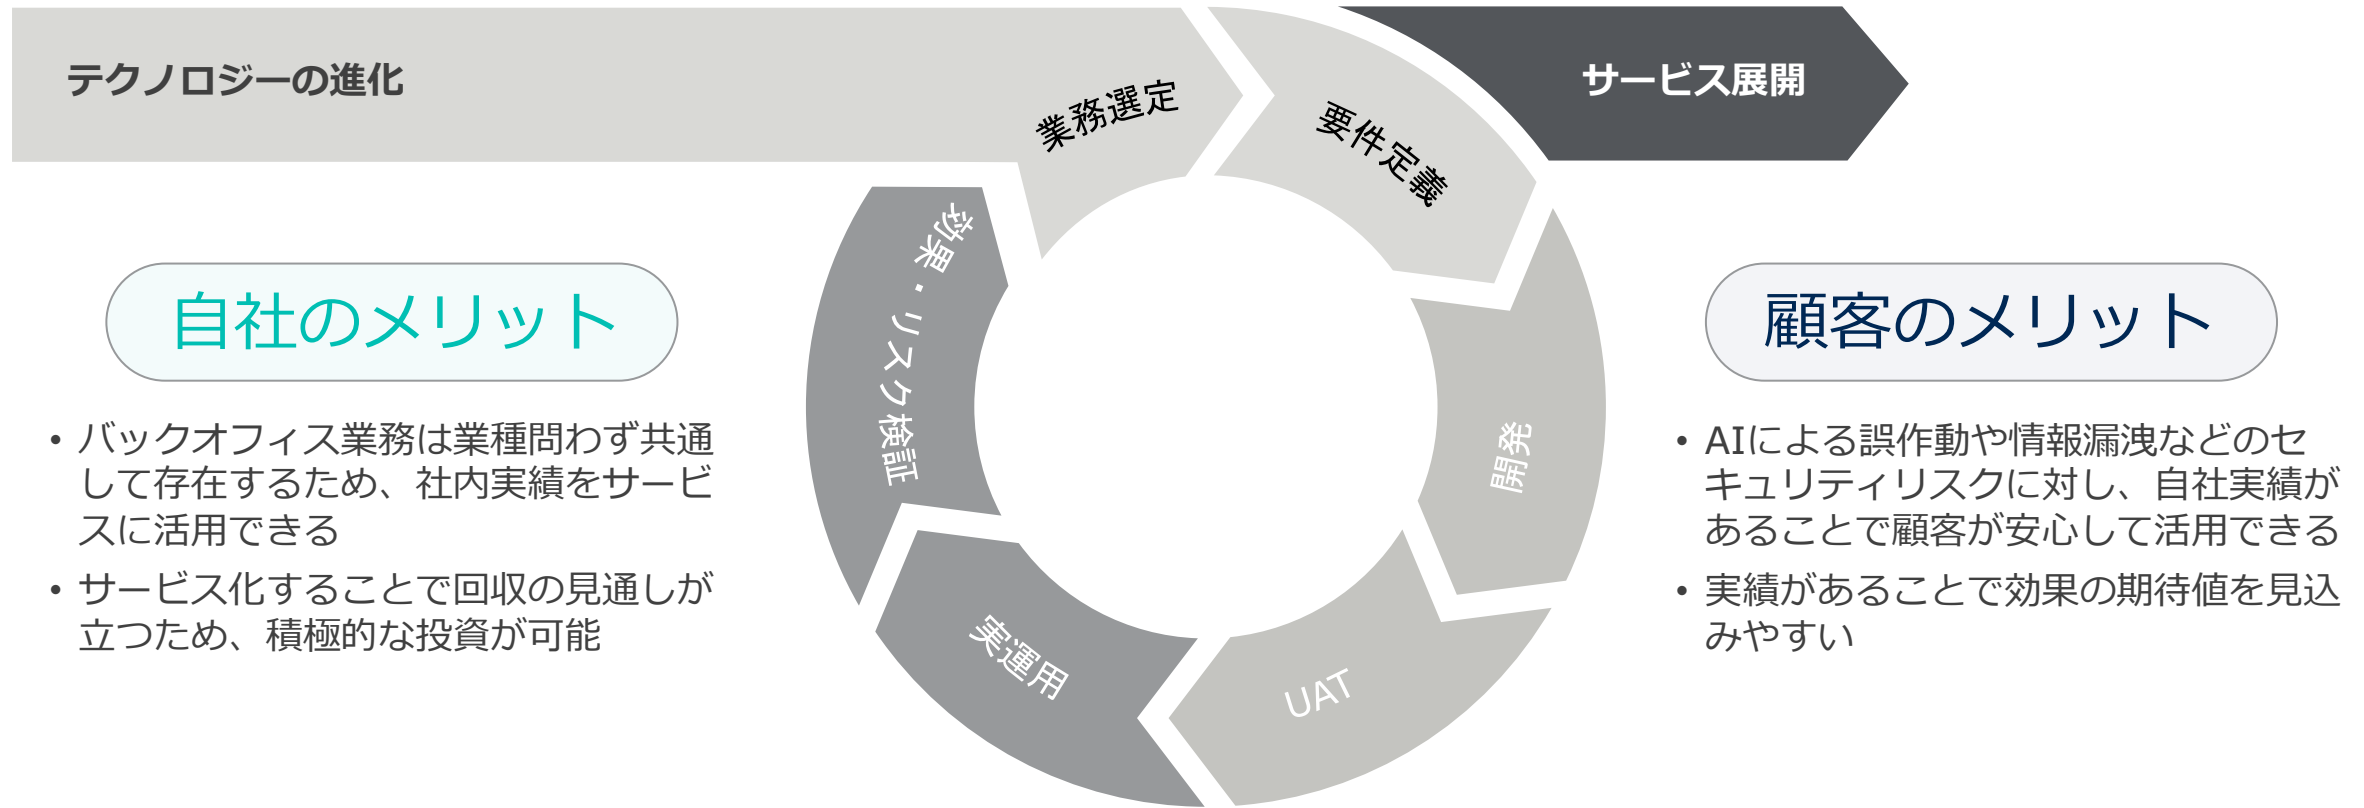 テクノロジーの進化
サービス展開
業務選定
要件定義
開発
UAT
実運用
効果・リスク検証
自社のメリット
• バックオフィス業務は業種問わず共通
して存在するため、社内実績をサービ
スに活用できる
• サービス化することで回収の見通しが
立つため、積極的な投資が可能
顧客のメリット
• AIによる誤作動や情報漏洩などのセ
キュリティリスクに対し、自社実績が
あることで顧客が安心して活用できる
• 実績があることで効果の期待値を見込
みやすい